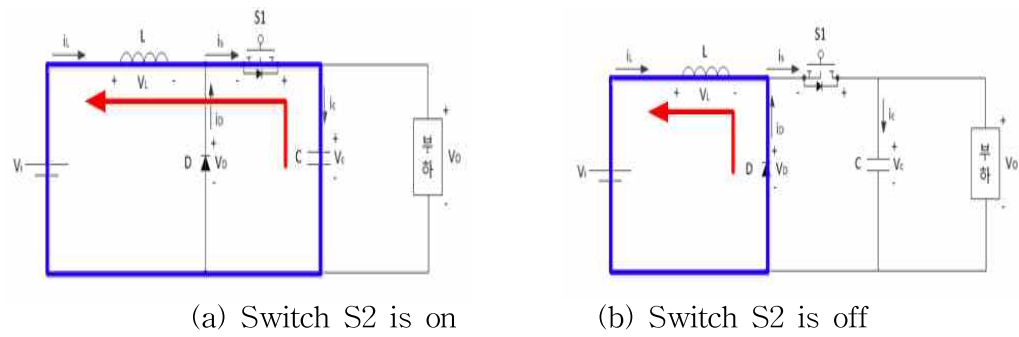 S1
iL
L
is
+ VL -
- +
iD
ic
+
+
Vi
D
VD
C
Vc
부하
VO
-
-
-
S1
iL
L
is
+ VL -
- +
iD
ic
+
+
Vi
D
VD
C
Vc
부하
VO
-
-
-
(a) Switch S2 is on
(b) Switch S2 is off